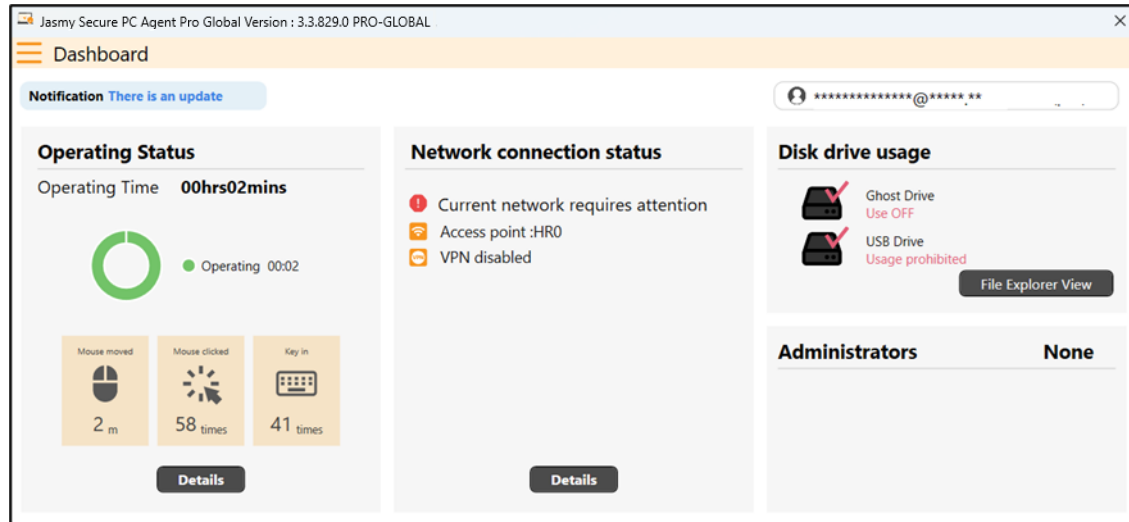 Jasmy Secure PC Agent Pro Global Version : 3.3.829.0 PRO-GLOBAL
Dashboard
Notification There is an update
**************@*****.**
Operating Status
Operating Time 00hrs02mins
Operating 00:02
Mouse moved
2 m
Mouse clicked
58 times
Key in
41 times
Details
Network connection status
Current network requires attention
Access point :HR0
VPN disabled
Details
Disk drive usage
Ghost Drive
Use OFF
USB Drive
Usage prohibited
File Explorer View
Administrators None